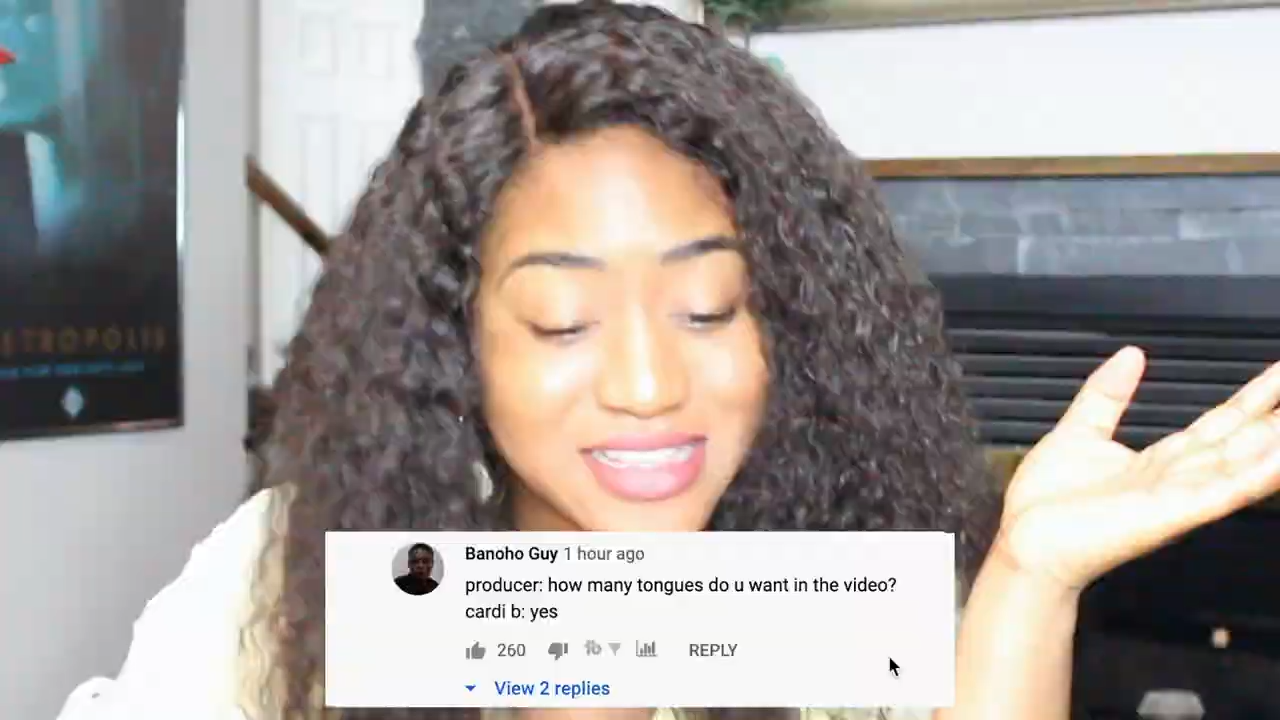 ETROPOLIS
Banoho Guy 1 hour ago
producer: how many tongues do u want in the video?
cardi b: yes
260
REPLY
View 2 replies